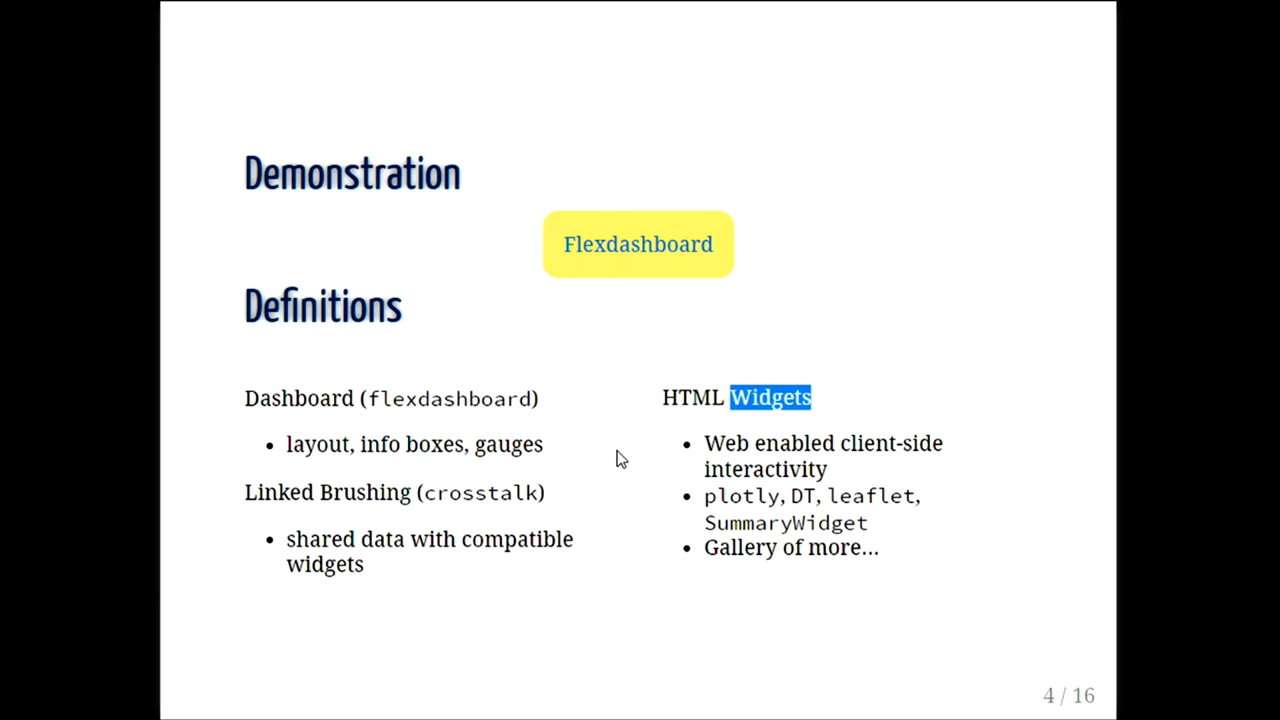 Demonstration
Flexdashboard
Definitions
Dashboard (flexdashboard)
• layout, info boxes, gauges
Linked Brushing (crosstalk)
• shared data with compatible
widgets
HTML Widgets
• Web enabled client-side
interactivity
• plotly, DT, leaflet,
SummaryWidget
• Gallery of more...
4 / 16